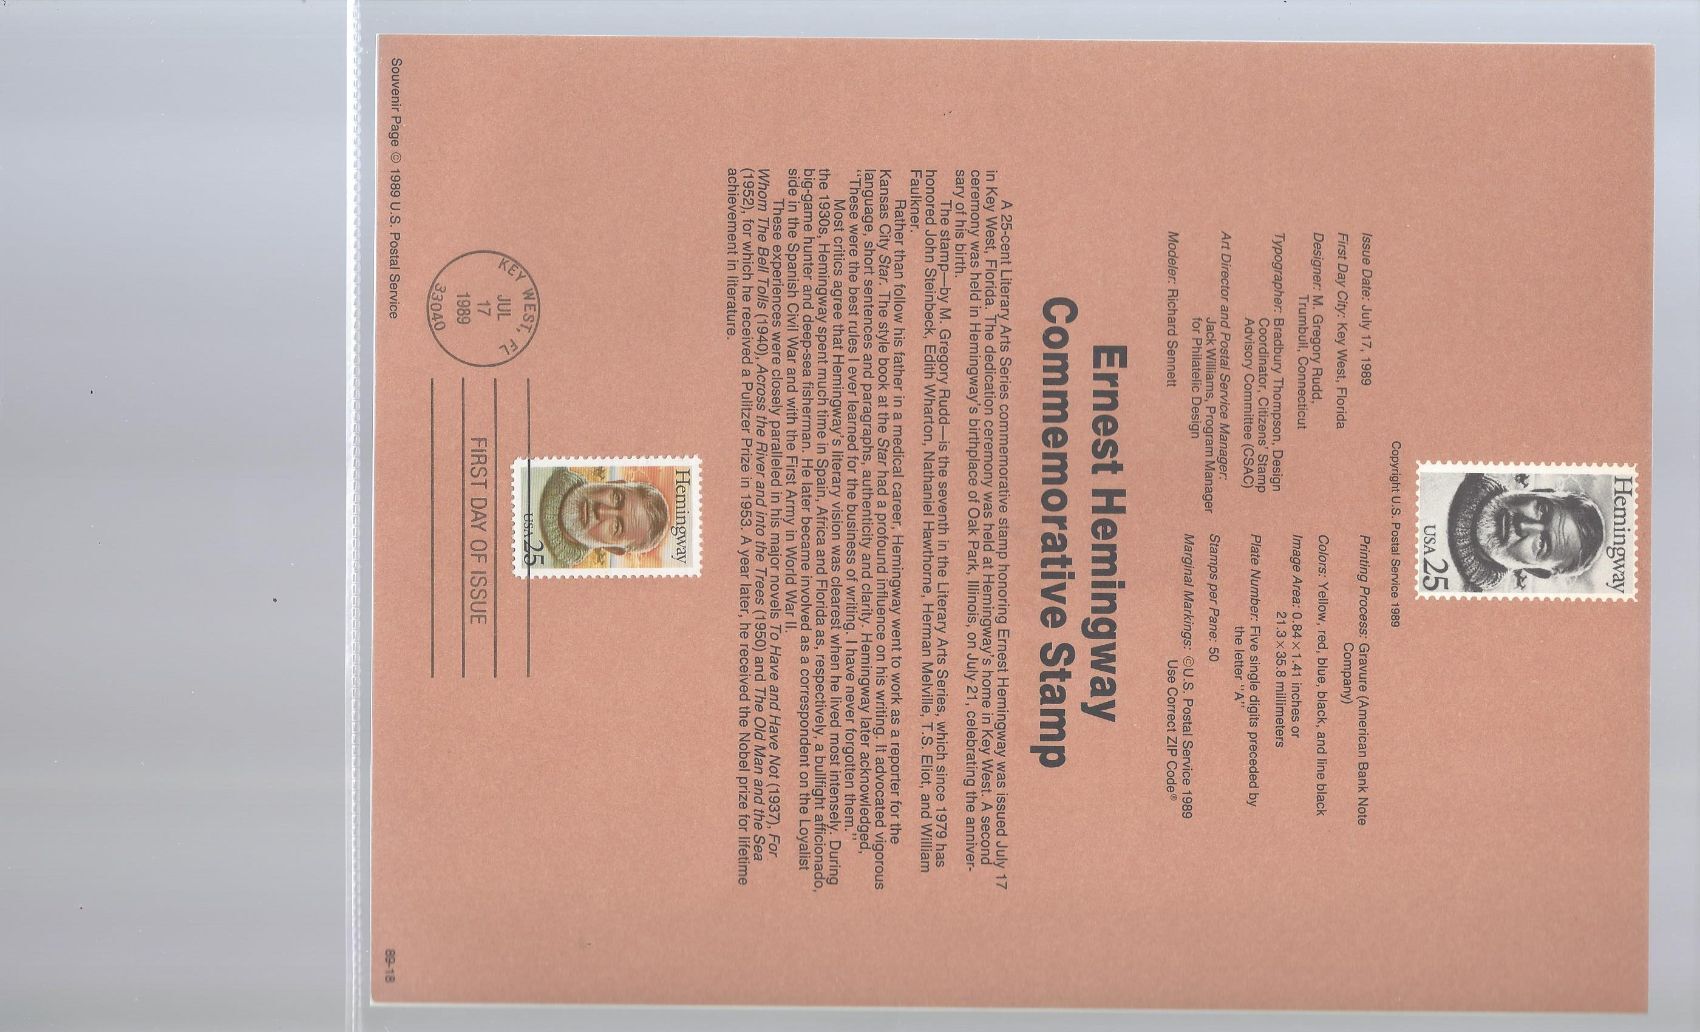 Hemingway
USA 25
Copyright U.S. Postal Service 1989
Issue Date: July 17, 1989
First Day City: Key West, Florida
Designer: M. Gregory Rudd,
Trumbull, Connecticut
Typographer: Bradbury Thompson, Design
Coordinator, Citizens' Stamp
Advisory Committee (CSAC)
Art Director and Postal Service Manager:
Jack Williams, Program Manager
for Philatelic Design
Modeler: Richard Sennett
Printing Process: Gravure (American Bank Note
Company)
Colors: Yellow, red, blue, black, and line black
Image Area: 0.84 × 1.41 inches or
21.3 × 35.8 millimeters
Plate Number: Five single digits preceded by
the letter "A"
Stamps per Pane: 50
Marginal Markings: ©U.S. Postal Service 1989
Use Correct ZIP Code®
Ernest Hemingway
Commemorative Stamp
A 25-cent Literary Arts Series commemorative stamp honoring Ernest Hemingway was issued July 17
in Key West, Florida. The dedication ceremony was held at Hemingway's home in Key West. A second
ceremony was held in Hemingway's birthplace of Oak Park, Illinois, on July 21, celebrating the anniver-
sary of his birth.
The stamp—by M. Gregory Rudd—is the seventh in the Literary Arts Series, which since 1979 has
honored John Steinbeck, Edith Wharton, Nathaniel Hawthorne, Herman Melville, T.S. Eliot, and William
Faulkner.
Rather than follow his father in a medical career, Hemingway went to work as a reporter for the
Kansas City Star. The style book at the Star had a profound influence on his writing. It advocated vigorous
language, short sentences and paragraphs, authenticity and clarity. Hemingway later acknowledged,
"These were the best rules I ever learned for the business of writing. I have never forgotten them."
Most critics agree that Hemingway's literary vision was clearest when he lived most intensely. During
the 1930s, Hemingway spent much time in Spain, Africa and Florida as, respectively, a bullfight afficionado,
big-game hunter and deep-sea fisherman. He later became involved as a correspondent on the Loyalist
side in the Spanish Civil War and with the First Army in World War II.
These experiences were closely paralleled in his major novels To Have and Have Not (1937), For
Whom The Bell Tolls (1940), Across the River and into the Trees (1950) and The Old Man and the Sea
(1952), for which he received a Pulitzer Prize in 1953. A year later, he received the Nobel prize for lifetime
achievement in literature.
Hemingway
USA 25
KEY WEST, FL
JUL
17
1989
33040
FIRST DAY OF ISSUE
Souvenir Page © 1989 U.S. Postal Service
89-18